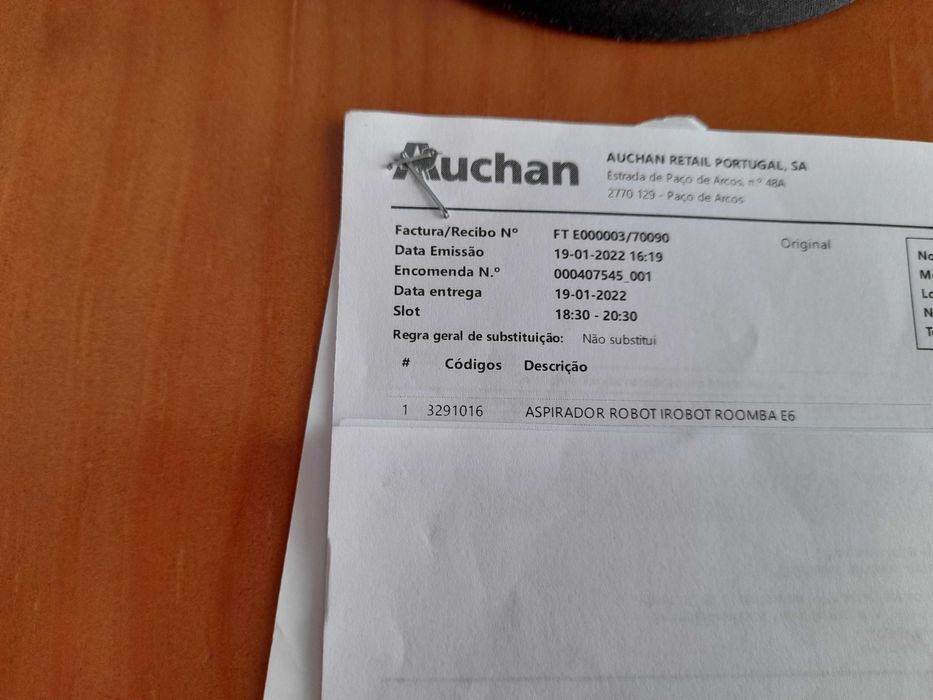 Auchan
AUCHAN RETAIL PORTUGAL, SA
Estrada de Paço de Arcos, n.º 48A
2770 129 - Paço de Arcos
Factura/Recibo Nº FT E000003/70090
Original
Data Emissão 19-01-2022 16:19
Encomenda N.º 000407545_001
Data entrega 19-01-2022
Slot 18:30 - 20:30
Regra geral de substituição: Não substitui
# Códigos Descrição
1 3291016 ASPIRADOR ROBOT IROBOT ROOMBA E6